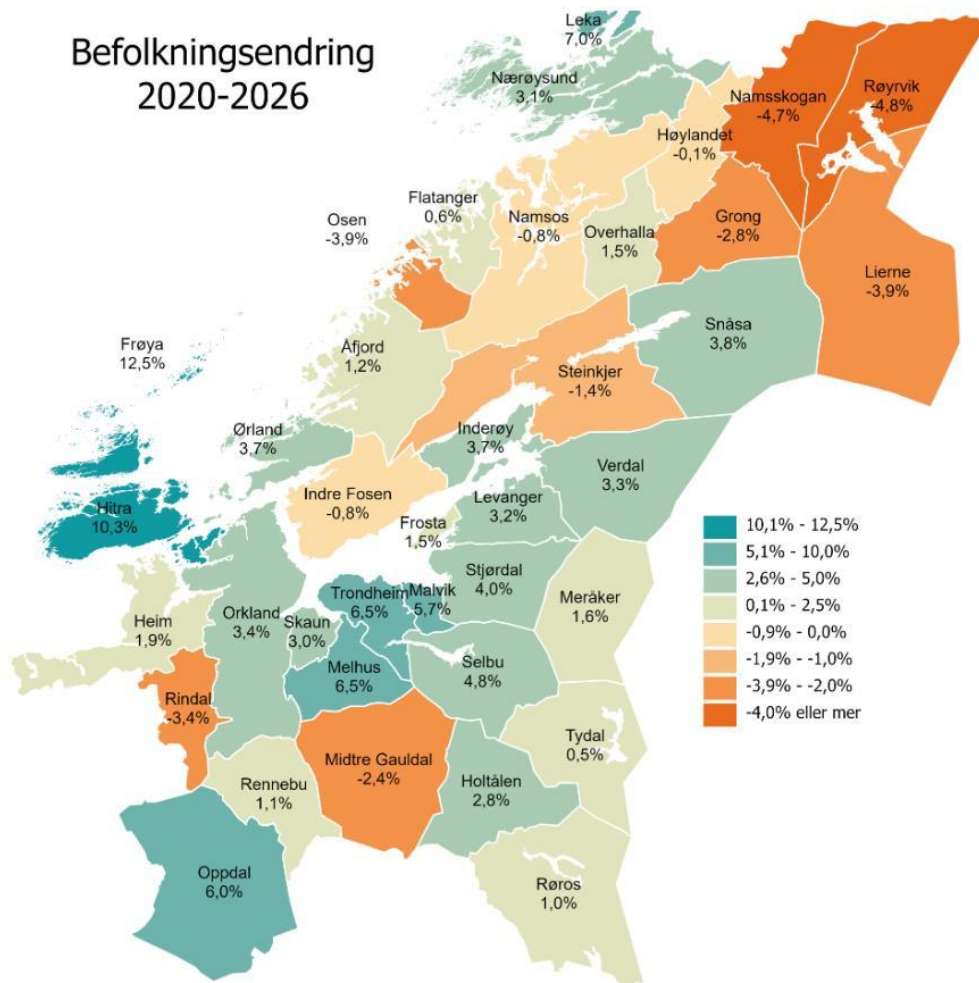 Befolkningsendring
2020-2026
Leka
7,0%
Nærøysund
3,1%
Namsskogan
-4,7%
Røyrvik
-4,8%
Høylandet
-0,1%
Flatanger
0,6%
Osen
-3,9%
Namsos
-0,8%
Overhalla
1,5%
Grong
-2,8%
Lierne
-3,9%
Snåsa
3,8%
Frøya
12,5%
Åfjord
1,2%
Steinkjer
-1,4%
Ørland
3,7%
Inderøy
3,7%
Verdal
3,3%
Indre Fosen
-0,8%
Levanger
3,2%
Hitra
10,3%
Frosta
1,5%
Stjørdal
4,0%
Trondheim
6,5%
Malvik
5,7%
Meråker
1,6%
Orkland
3,4%
Skaun
3,0%
Heim
1,9%
Melhus
6,5%
Selbu
4,8%
Rindal
-3,4%
Tydal
0,5%
Midtre Gauldal
-2,4%
Holtålen
2,8%
Rennebu
1,1%
Oppdal
6,0%
Røros
1,0%
10,1% - 12,5%
5,1% - 10,0%
2,6% - 5,0%
0,1% - 2,5%
-0,9% - 0,0%
-1,9% - -1,0%
-3,9% - -2,0%
-4,0% eller mer